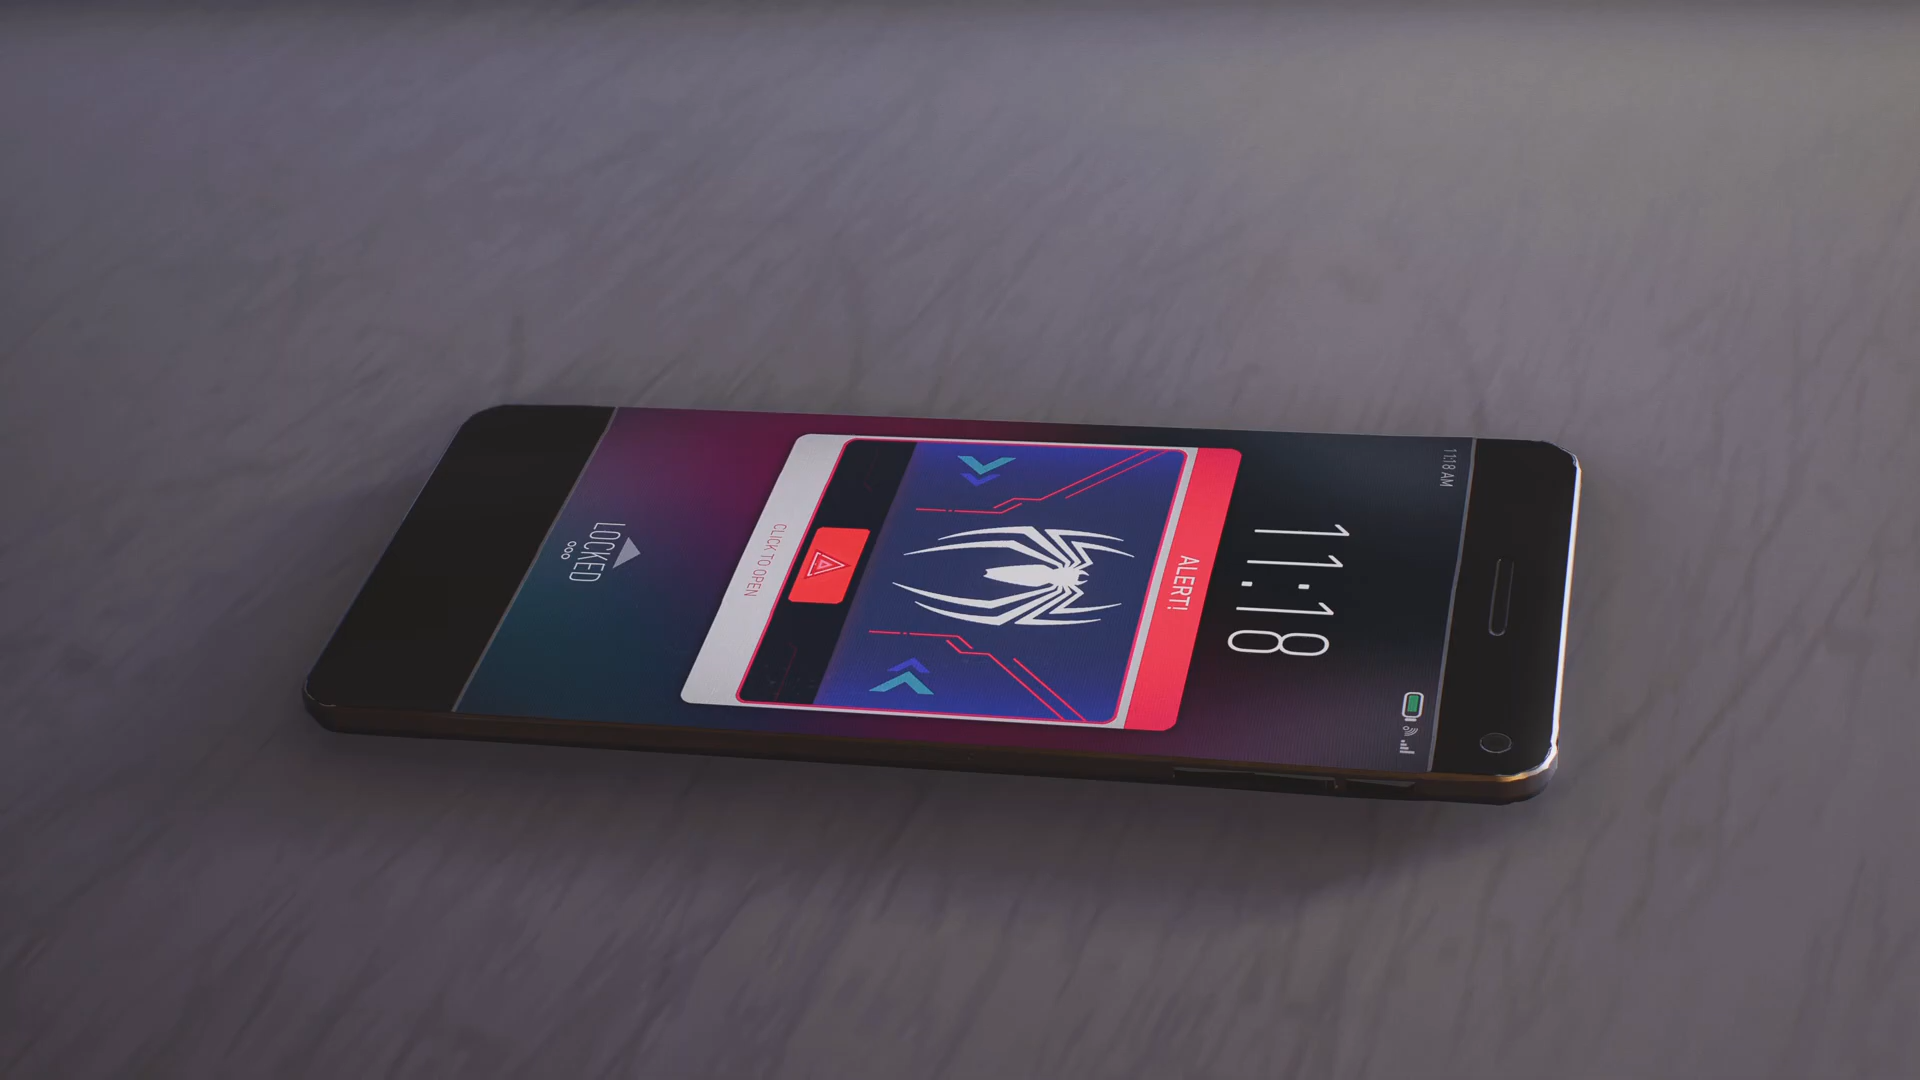 11:18 AM
11:18
ALERT!
CLICK TO OPEN
LOCKED